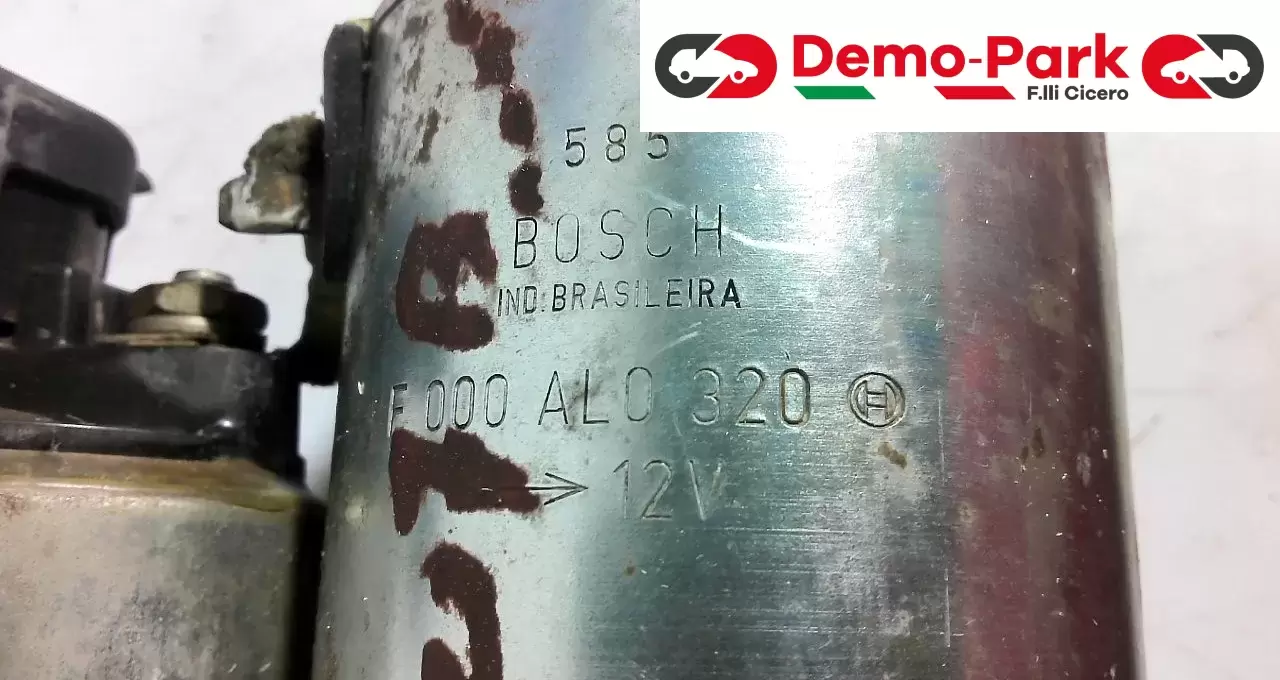 Demo-Park
F.lli Cicero
585
BOSCH
IND. BRASILEIRA
F 000 AL0 320 H
12V